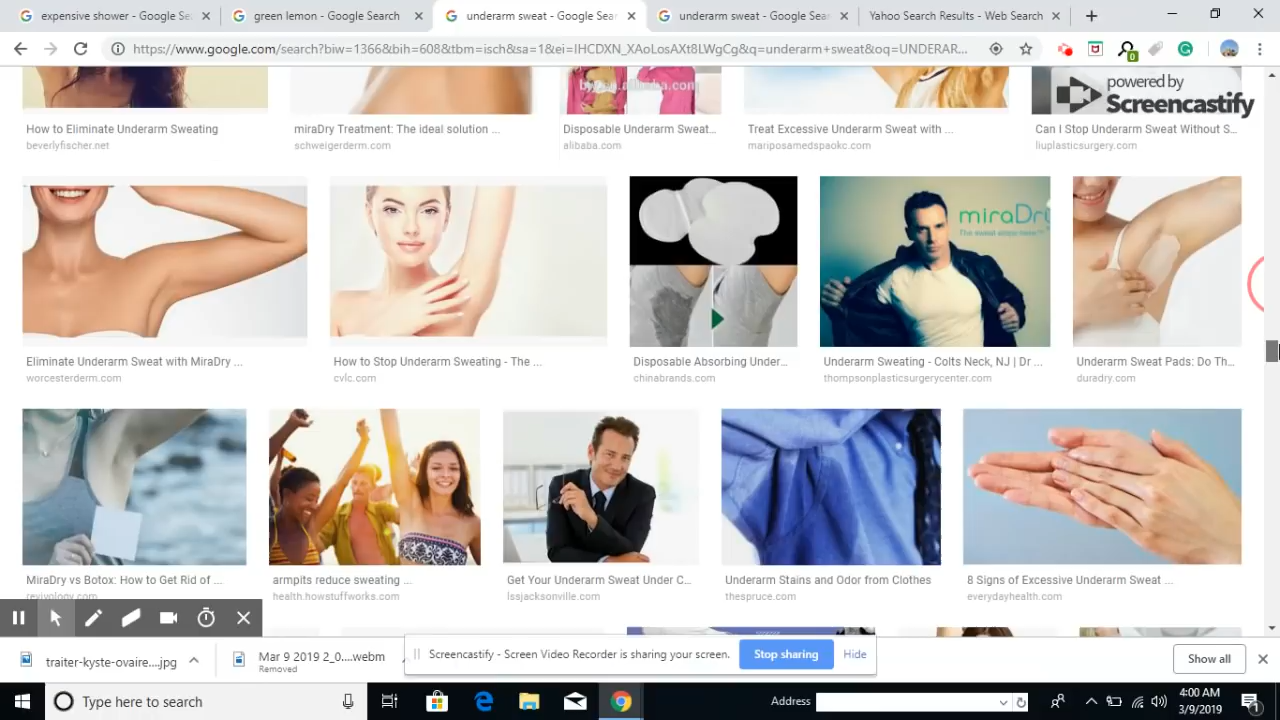 expensive shower - Google Se
green lemon - Google Search
underarm sweat - Google Sea
underarm sweat - Google Sear
Yahoo Search Results - Web Search
https://www.google.com/search?biw=1366&bih=608&tbm=isch&sa=1&ei=IHCDXN_XAoLosAXt8LWgCg&q=underarm+sweat&oq=UNDERAR...
0
powered by
Screencastify
How to Eliminate Underarm Sweating
beverlyfischer.net
miraDry Treatment: The ideal solution ...
schweigerderm.com
Disposable Underarm Sweat...
alibaba.com
Treat Excessive Underarm Sweat with ...
mariposamedspaokc.com
Can I Stop Underarm Sweat Without S...
liuplasticsurgery.com
miraDry
The sweat stops here
Eliminate Underarm Sweat with MiraDry ...
worcesterderm.com
How to Stop Underarm Sweating - The ...
cvlc.com
Disposable Absorbing Under...
chinabrands.com
Underarm Sweating - Colts Neck, NJ | Dr ...
thompsonplasticsurgerycenter.com
Underarm Sweat Pads: Do Th...
duradry.com
MiraDry vs Botox: How to Get Rid of ...
revivology.com
armpits reduce sweating ...
health.howstuffworks.com
Get Your Underarm Sweat Under C...
lssjacksonville.com
Underarm Stains and Odor from Clothes
thespruce.com
8 Signs of Excessive Underarm Sweat ...
everydayhealth.com
traiter-kyste-ovaire....jpg
Mar 9 2019 2_0....webm
Removed
Screencastify - Screen Video Recorder is sharing your screen.
Stop sharing
Hide
Show all
Type here to search
Address
4:00 AM
3/9/2019
1